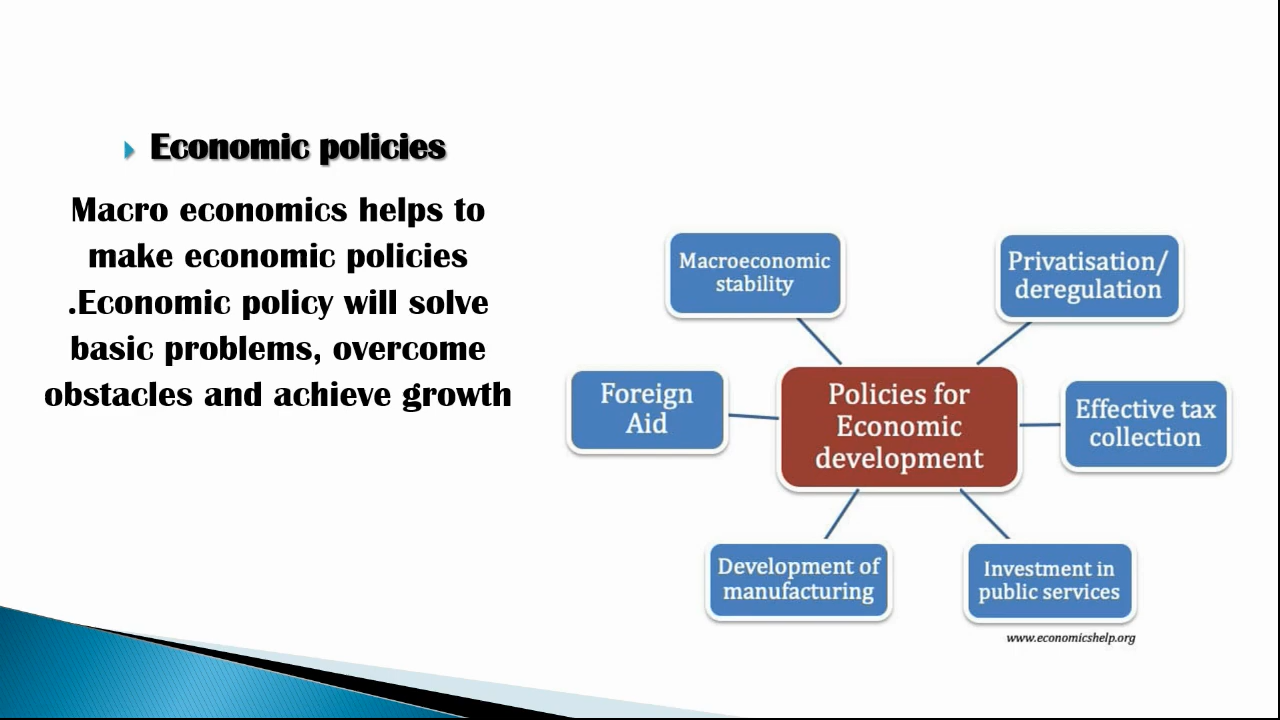 Economic policies
Macro economics helps to
make economic policies
.Economic policy will solve
basic problems, overcome
obstacles and achieve growth
Macroeconomic
stability
Privatisation/
deregulation
Foreign
Aid
Policies for
Economic
development
Effective tax
collection
Development of
manufacturing
Investment in
public services
www.economicshelp.org